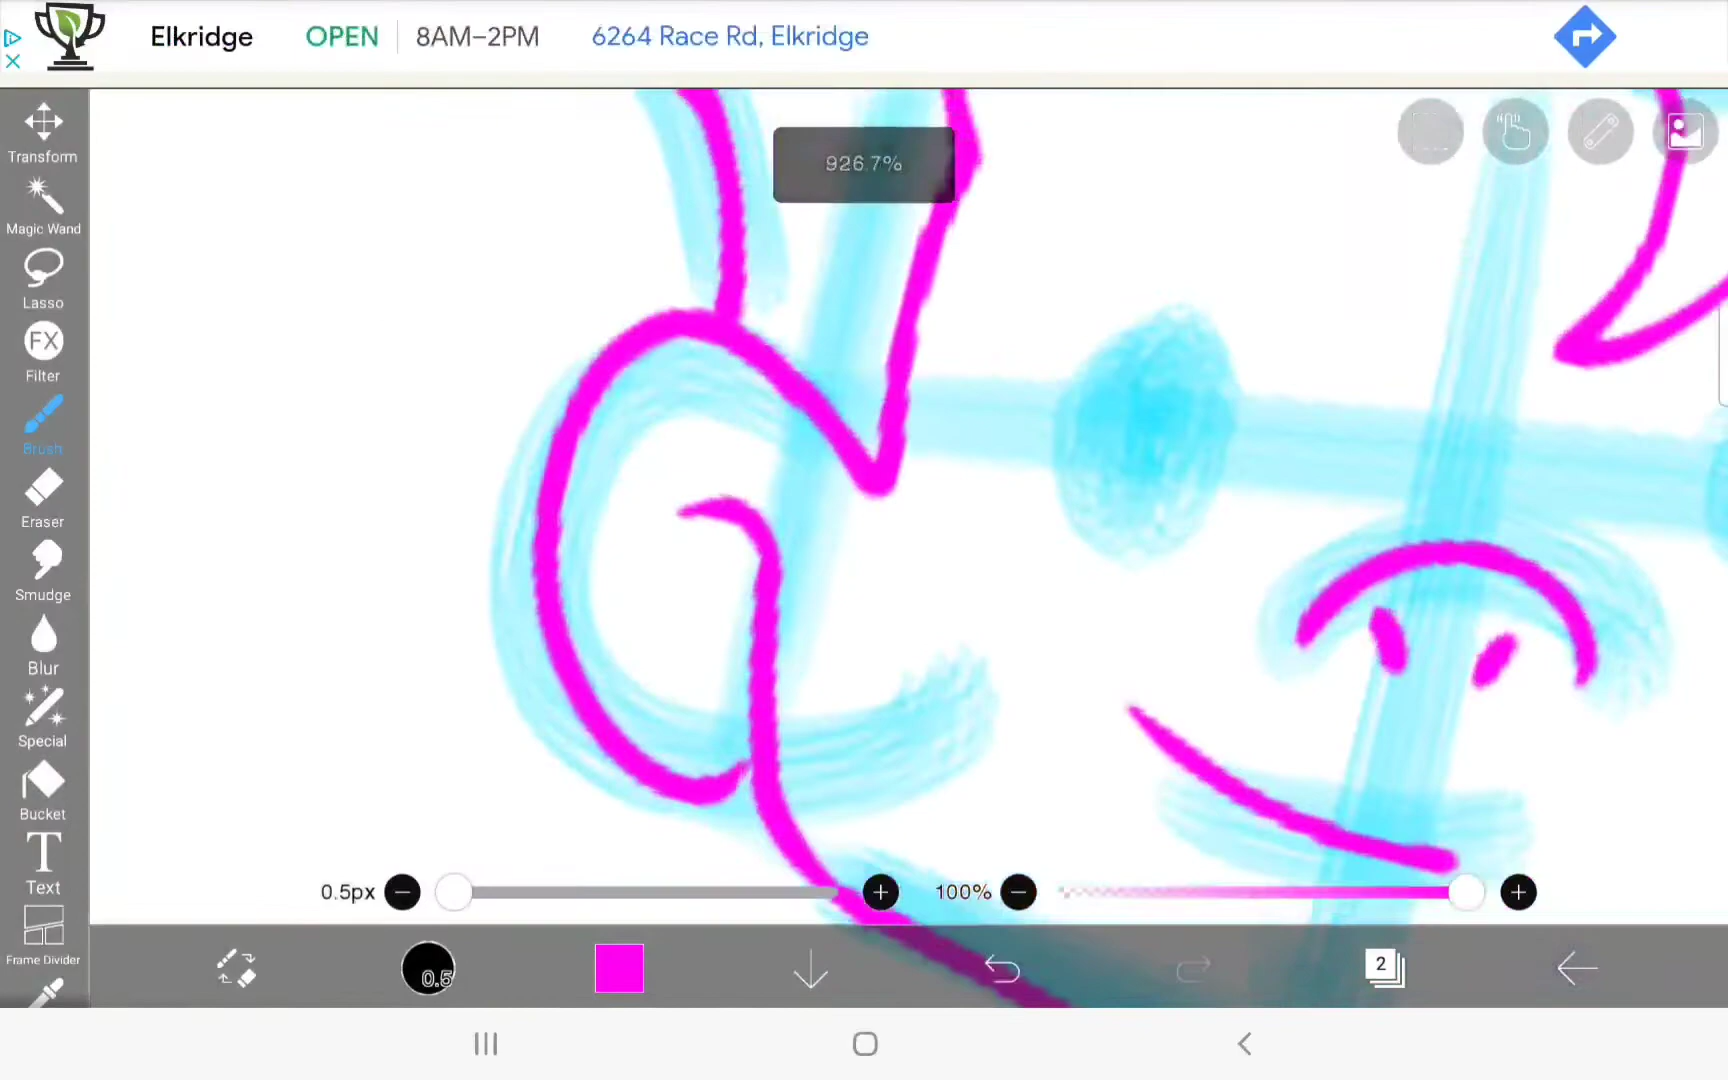 Elkridge OPEN 8AM–2PM 6264 Race Rd, Elkridge
926.7%
Transform
Magic Wand
Lasso
FX
Filter
Brush
Eraser
Smudge
Blur
Special
Bucket
T
Text
Frame Divider
0.5px 100%
0.5
2